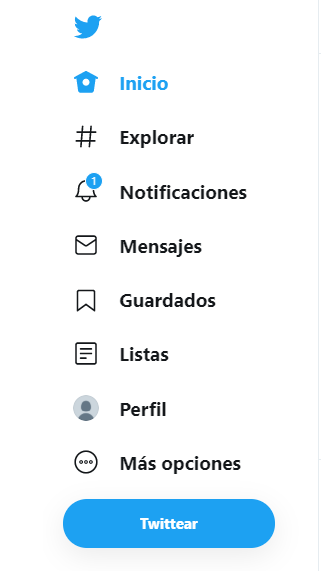 Inicio
Explorar
1
Notificaciones
Mensajes
Guardados
Listas
Perfil
Más opciones
Twittear